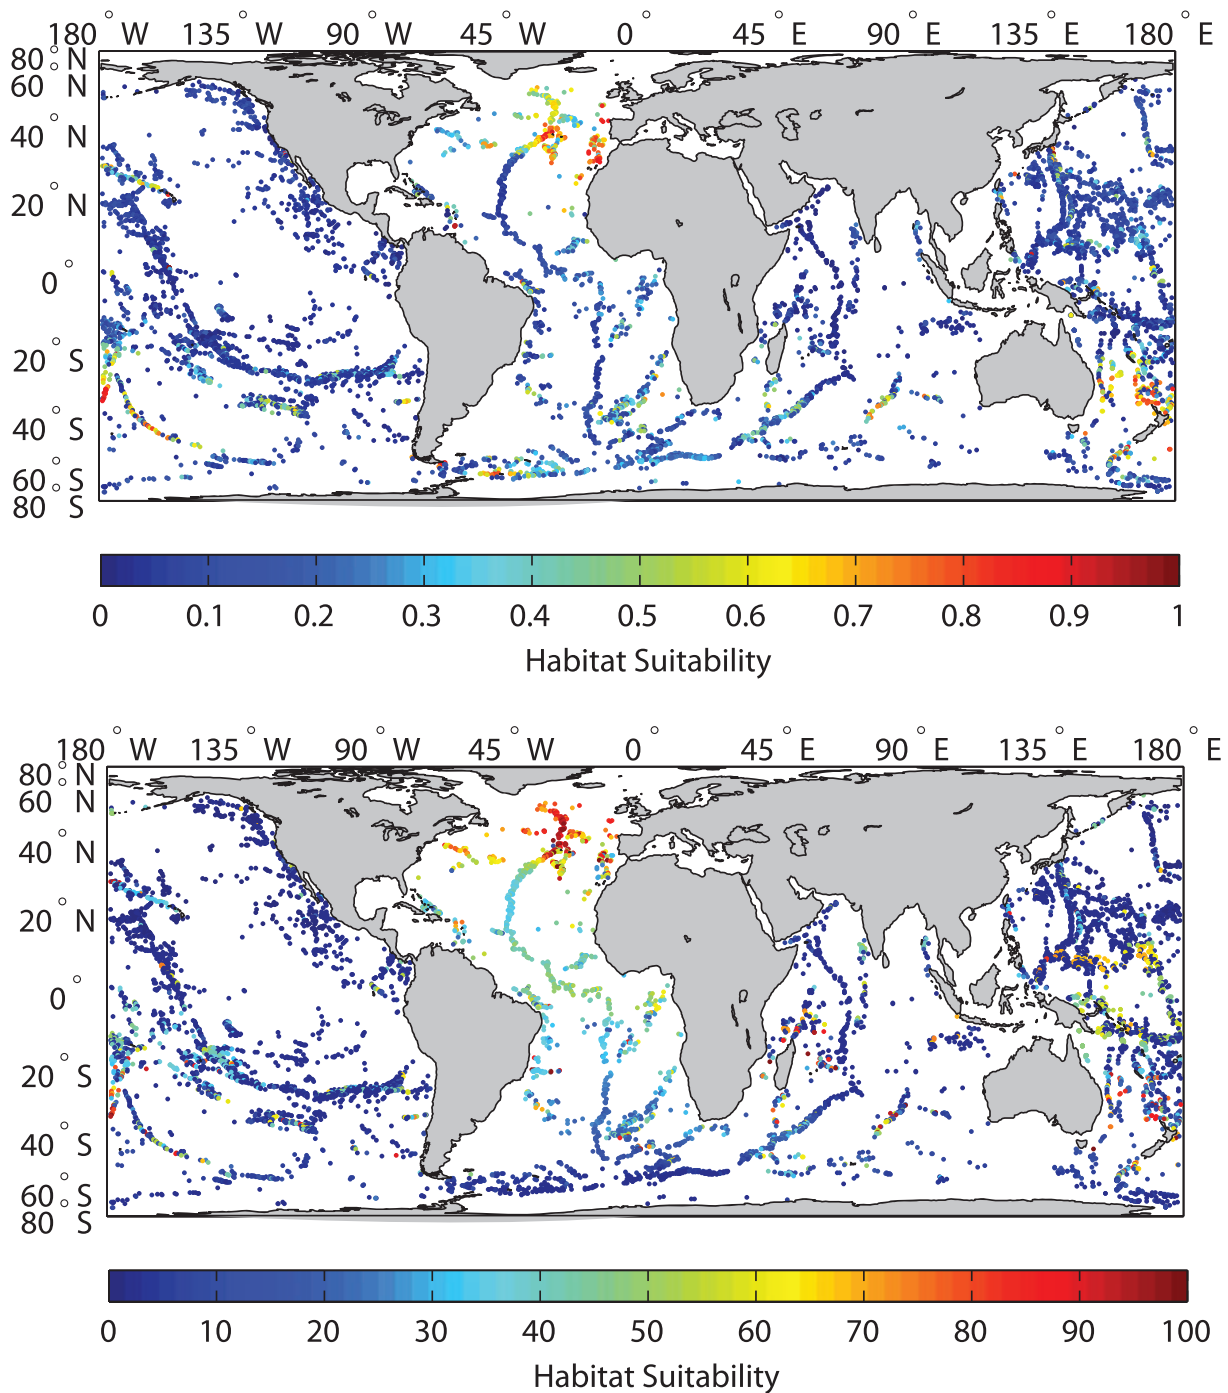 180° W 135° W 90° W 45° W 0° 45° E 90° E 135° E 180° E
80° N
60° N
40° N
20° N
0°
20° S
40° S
60° S
80° S
0 0.1 0.2 0.3 0.4 0.5 0.6 0.7 0.8 0.9 1
Habitat Suitability
180° W 135° W 90° W 45° W 0° 45° E 90° E 135° E 180° E
80° N
60° N
40° N
20° N
0°
20° S
40° S
60° S
80° S
0 10 20 30 40 50 60 70 80 90 100
Habitat Suitability